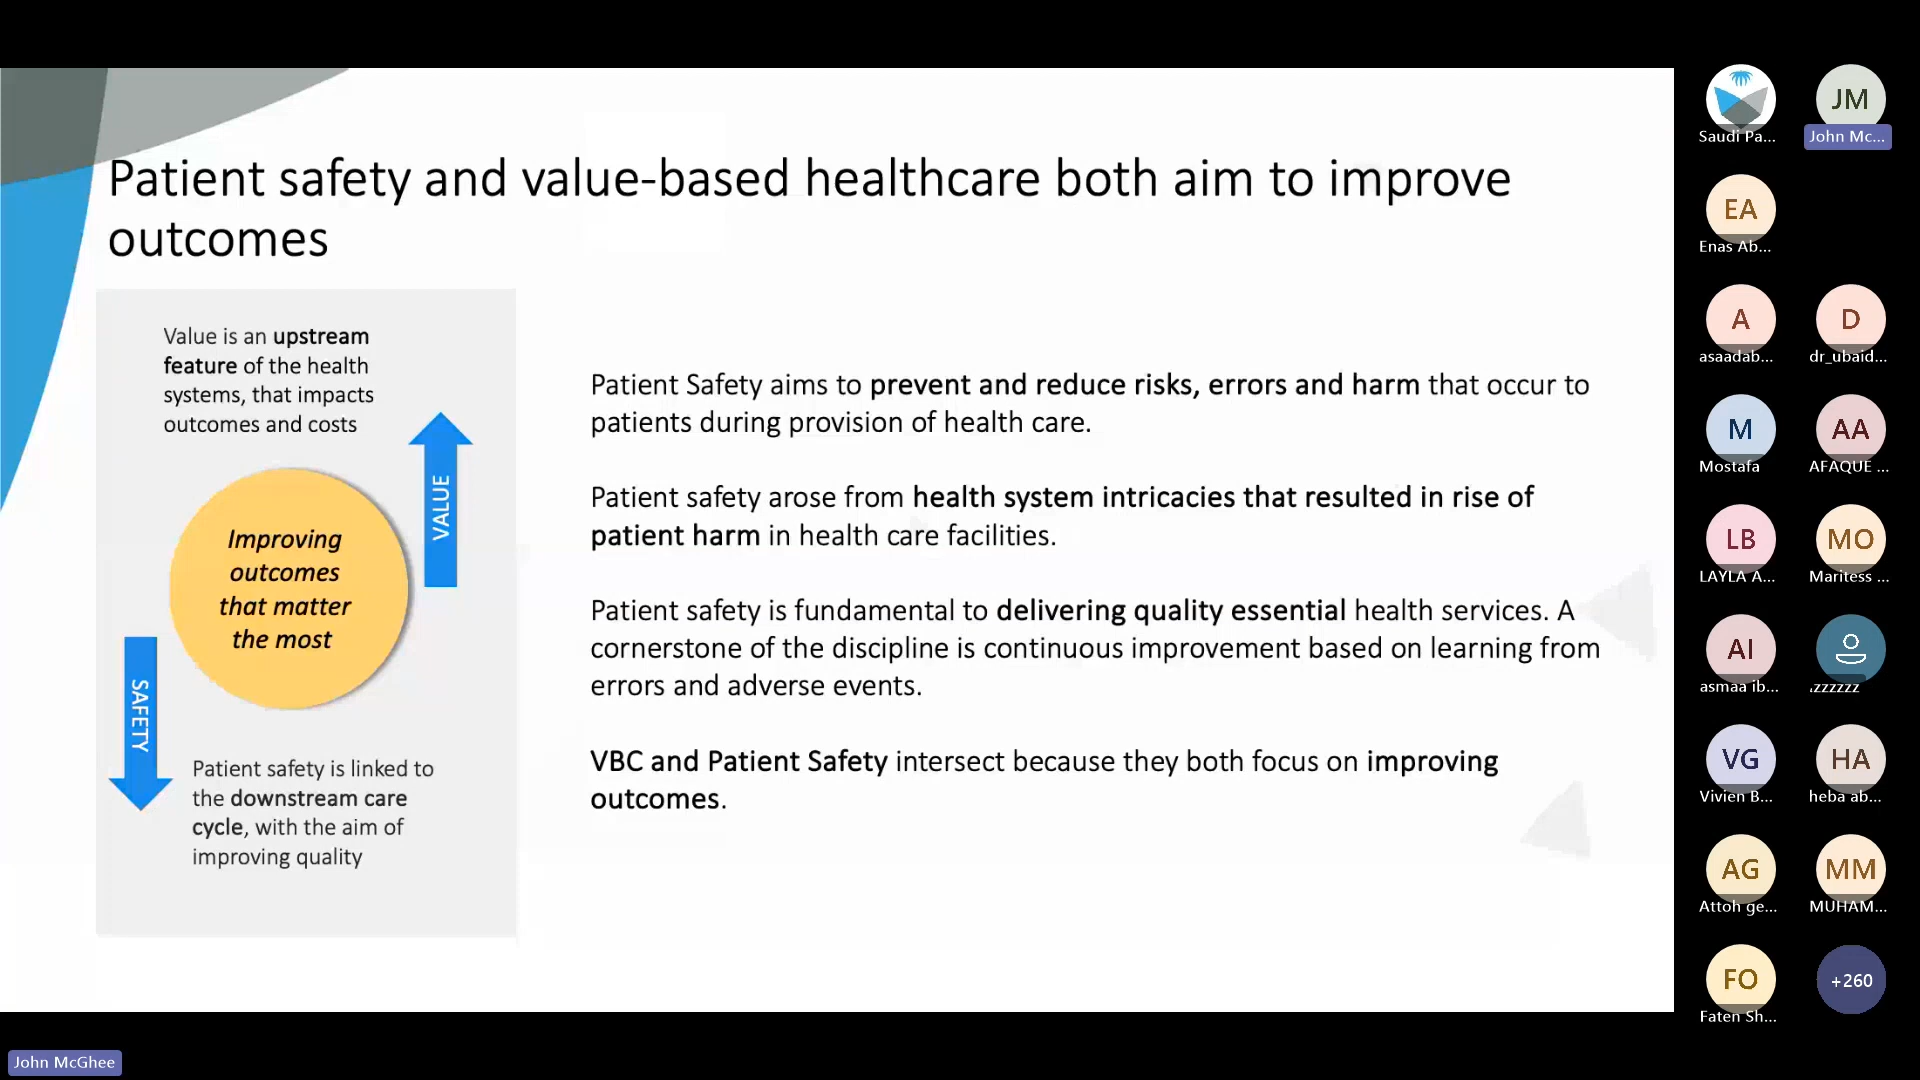 Patient safety and value-based healthcare both aim to improve
outcomes
Value is an upstream
feature of the health
systems, that impacts
outcomes and costs
VALUE
Improving
outcomes
that matter
the most
SAFETY
Patient safety is linked to
the downstream care
cycle, with the aim of
improving quality
Patient Safety aims to prevent and reduce risks, errors and harm that occur to
patients during provision of health care.
Patient safety arose from health system intricacies that resulted in rise of
patient harm in health care facilities.
Patient safety is fundamental to delivering quality essential health services. A
cornerstone of the discipline is continuous improvement based on learning from
errors and adverse events.
VBC and Patient Safety intersect because they both focus on improving
outcomes.
Saudi Pa...
JM
John Mc...
EA
Enas Ab...
A
asaadab...
D
dr_ubaid...
M
Mostafa
AA
AFAQUE ...
LB
LAYLA A...
MO
Maritess ...
AI
asmaa ib...
.zzzzzz
VG
Vivien B...
HA
heba ab...
AG
Attoh ge...
MM
MUHAM...
FO
Faten Sh...
+260
John McGhee